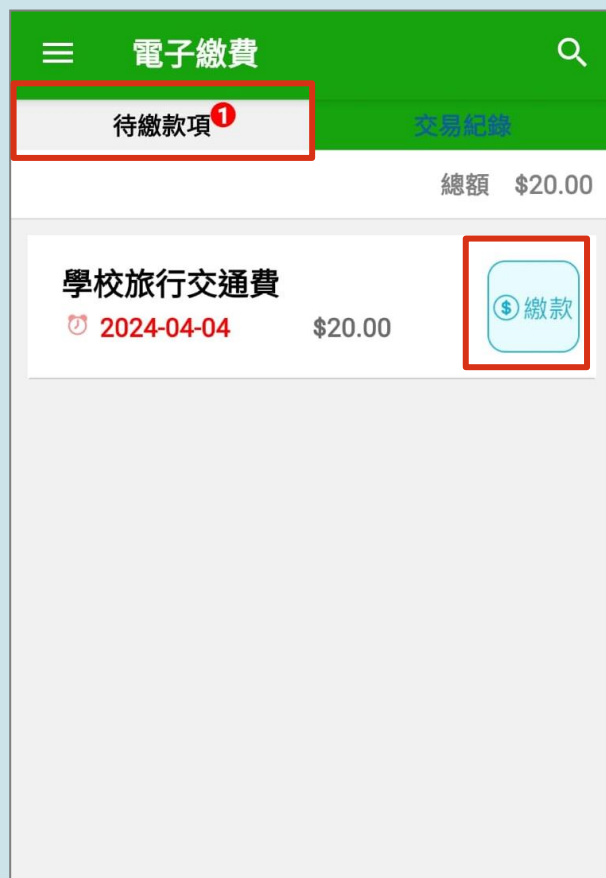 電子繳費
待繳款項 1
交易紀錄
總額 $20.00
學校旅行交通費
2024-04-04 $20.00
$ 繳款